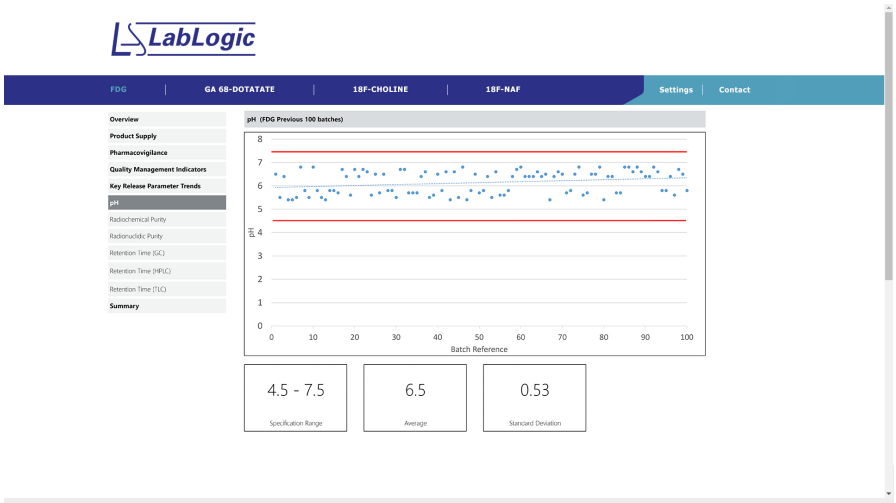 LabLogic
FDG GA 68-DOTATATE 18F-CHOLINE 18F-NAF Settings Contact
Overview
Product Supply
Pharmacovigilance
Quality Management Indicators
Key Release Parameter Trends
pH
Radiochemical Purity
Radionuclidic Purity
Retention Time (GC)
Retention Time (HPLC)
Retention Time (TLC)
Summary
pH (FDG Previous 100 batches)
8
7
6
5
4
3
2
1
0
pH
0 10 20 30 40 50 60 70 80 90 100
Batch Reference
4.5 - 7.5
Specification Range
6.5
Average
0.53
Standard Deviation